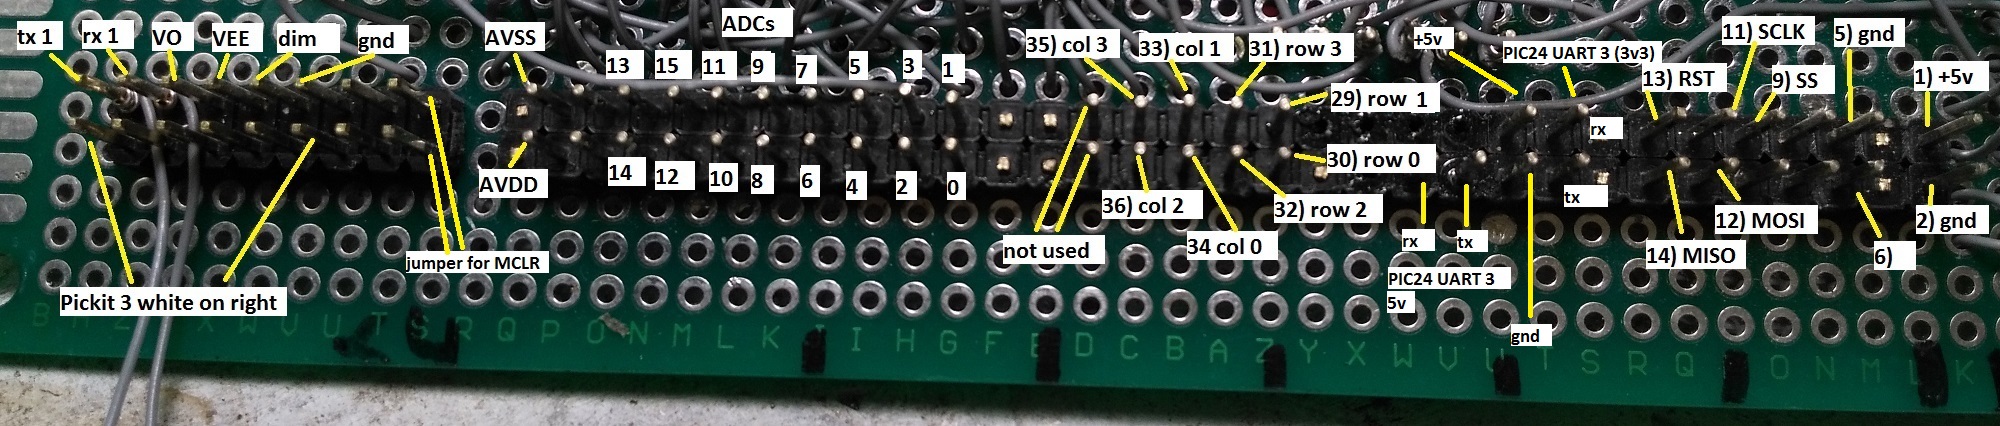 tx 1
rx 1
VO
VEE
dim
gnd
AVSS
ADCs
13
15
11
9
7
5
3
1
35) col 3
33) col 1
31) row 3
+5v
PIC24 UART 3 (3v3)
11) SCLK
5) gnd
13) RST
9) SS
1) +5v
29) row 1
rx
30) row 0
AVDD
14
12
10
8
6
4
2
0
36) col 2
32) row 2
tx
12) MOSI
2) gnd
not used
34 col 0
rx
tx
14) MISO
6)
jumper for MCLR
PIC24 UART 3
5v
Pickit 3 white on right
gnd
B A Z X W V U T S R Q P O N M L K I H G F E D C B A Z Y X W V U T S R Q O N M L K